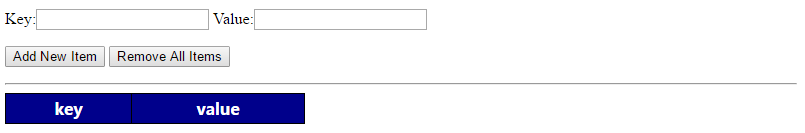 Key: Value:
Add New Item Remove All Items
key value